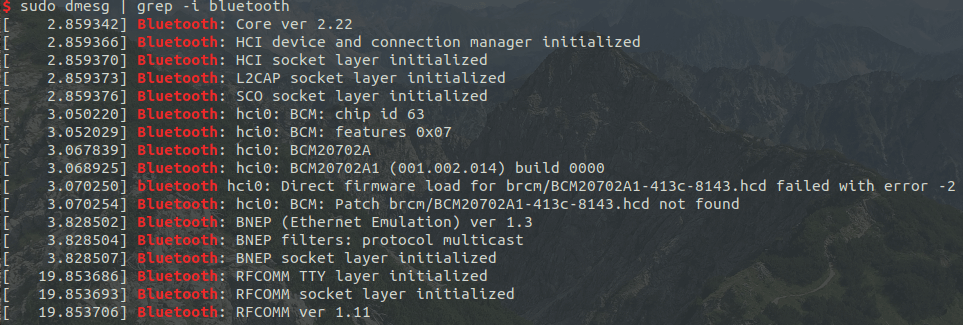 $ sudo dmesg | grep -i bluetooth
[    2.859342] Bluetooth: Core ver 2.22
[    2.859366] Bluetooth: HCI device and connection manager initialized
[    2.859370] Bluetooth: HCI socket layer initialized
[    2.859373] Bluetooth: L2CAP socket layer initialized
[    2.859376] Bluetooth: SCO socket layer initialized
[    3.050220] Bluetooth: hci0: BCM: chip id 63
[    3.052029] Bluetooth: hci0: BCM: features 0x07
[    3.067839] Bluetooth: hci0: BCM20702A
[    3.068925] Bluetooth: hci0: BCM20702A1 (001.002.014) build 0000
[    3.070250] bluetooth hci0: Direct firmware load for brcm/BCM20702A1-413c-8143.hcd failed with error -2
[    3.070254] Bluetooth: hci0: BCM: Patch brcm/BCM20702A1-413c-8143.hcd not found
[    3.828502] Bluetooth: BNEP (Ethernet Emulation) ver 1.3
[    3.828504] Bluetooth: BNEP filters: protocol multicast
[    3.828507] Bluetooth: BNEP socket layer initialized
[   19.853686] Bluetooth: RFCOMM TTY layer initialized
[   19.853693] Bluetooth: RFCOMM socket layer initialized
[   19.853706] Bluetooth: RFCOMM ver 1.11